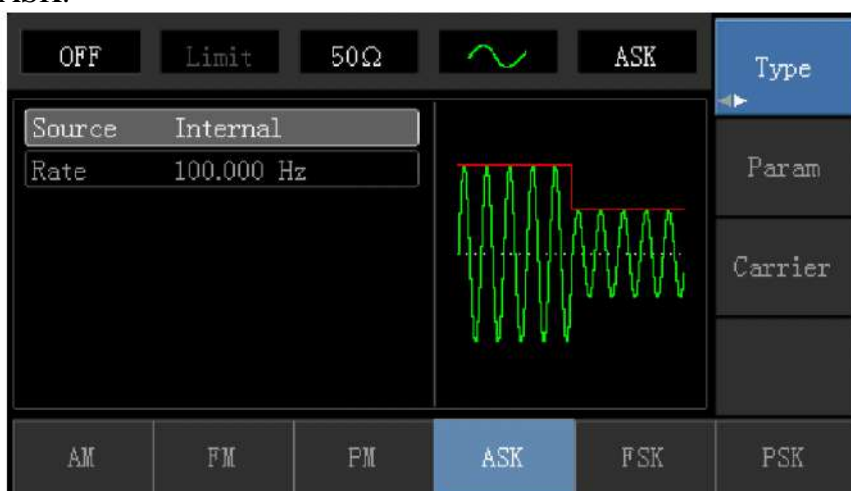 ASK.
OFF Limit 50Ω ASK Type
Source Internal
Rate 100.000 Hz
Param
Carrier
AM FM PM ASK FSK PSK